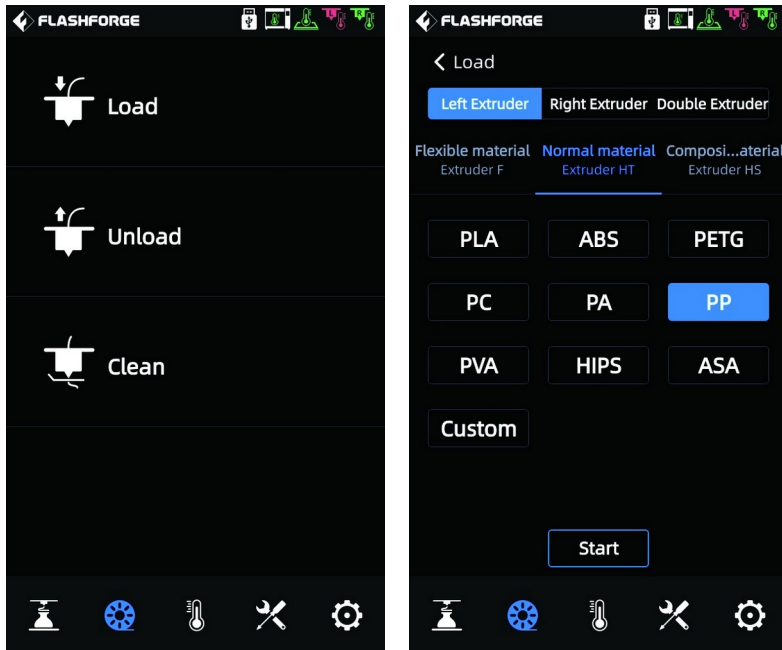 FLASHFORGE
L
R
Load
Unload
Clean
FLASHFORGE
L
R
Load
Left Extruder Right Extruder Double Extruder
Flexible material Normal material Composi...aterial
Extruder F Extruder HT Extruder HS
PLA ABS PETG
PC PA PP
PVA HIPS ASA
Custom
Start